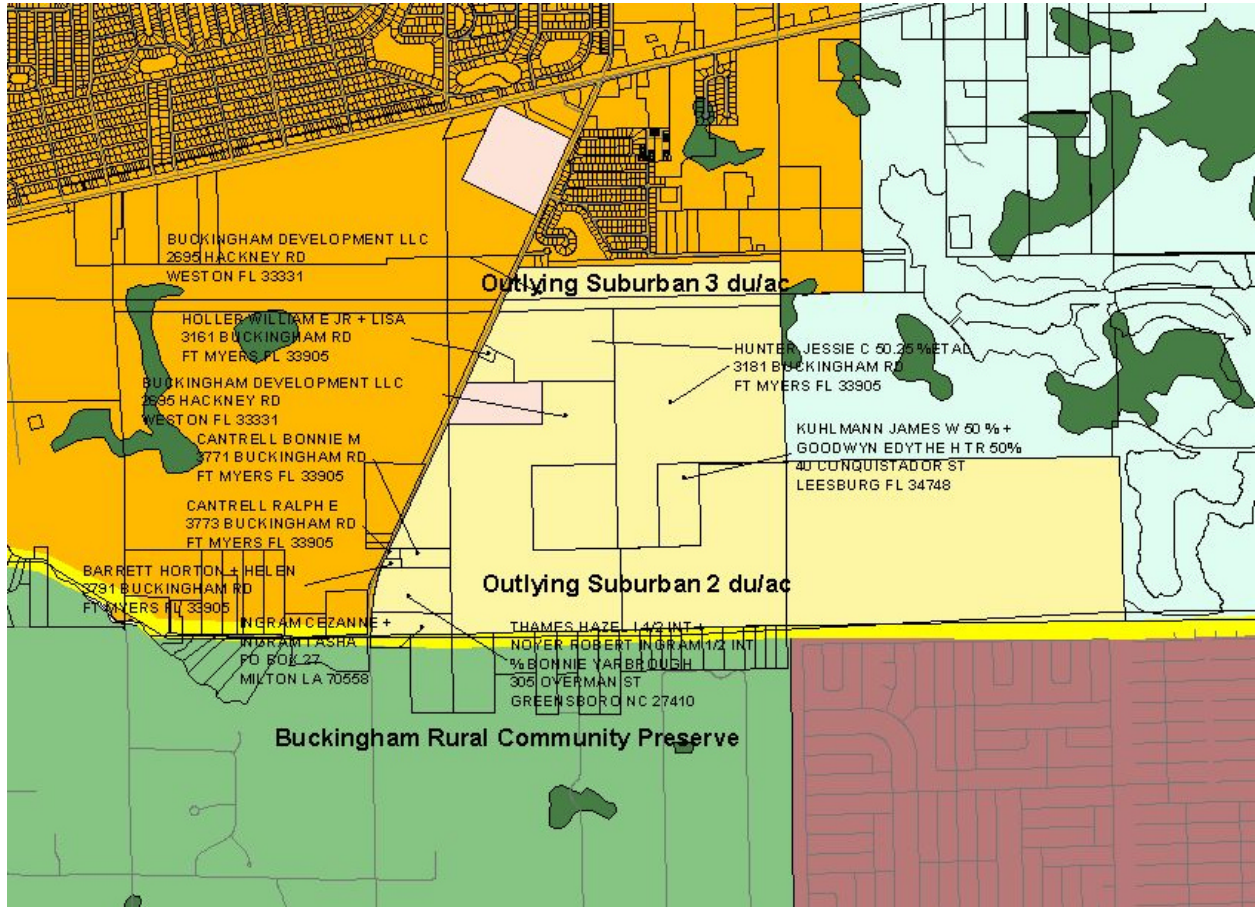 BUCKINGHAM DEVELOPMENT LLC
2695 HACKNEY RD
WESTON FL 33331
Outlying Suburban 3 du/ac
HOLLER WILLIAM E JR + LISA
3161 BUCKINGHAM RD
FT MYERS FL 33905
HUNTER JESSIE C 50.25 % ET AL
3181 BUCKINGHAM RD
FT MYERS FL 33905
BUCKINGHAM DEVELOPMENT LLC
2695 HACKNEY RD
WESTON FL 33331
KUHLMANN JAMES W 50 % +
GOODWYN EDYTHE H TR 50%
40 CONQUISTADOR ST
LEESBURG FL 34748
CANTRELL BONNIE M
3771 BUCKINGHAM RD
FT MYERS FL 33905
CANTRELL RALPH E
3773 BUCKINGHAM RD
FT MYERS FL 33905
BARRETT HORTON + HELEN
3791 BUCKINGHAM RD
FT MYERS FL 33905
Outlying Suburban 2 du/ac
INGRAM CEZANNE +
INGRAM TASHA
PO BOX 27
MILTON LA 70558
THAMES HAZEL I 1/2 INT +
NOYER ROBERT INGRAM 1/2 INT
% BONNIE YARBROUGH
305 OVERMAN ST
GREENSBORO NC 27410
Buckingham Rural Community Preserve